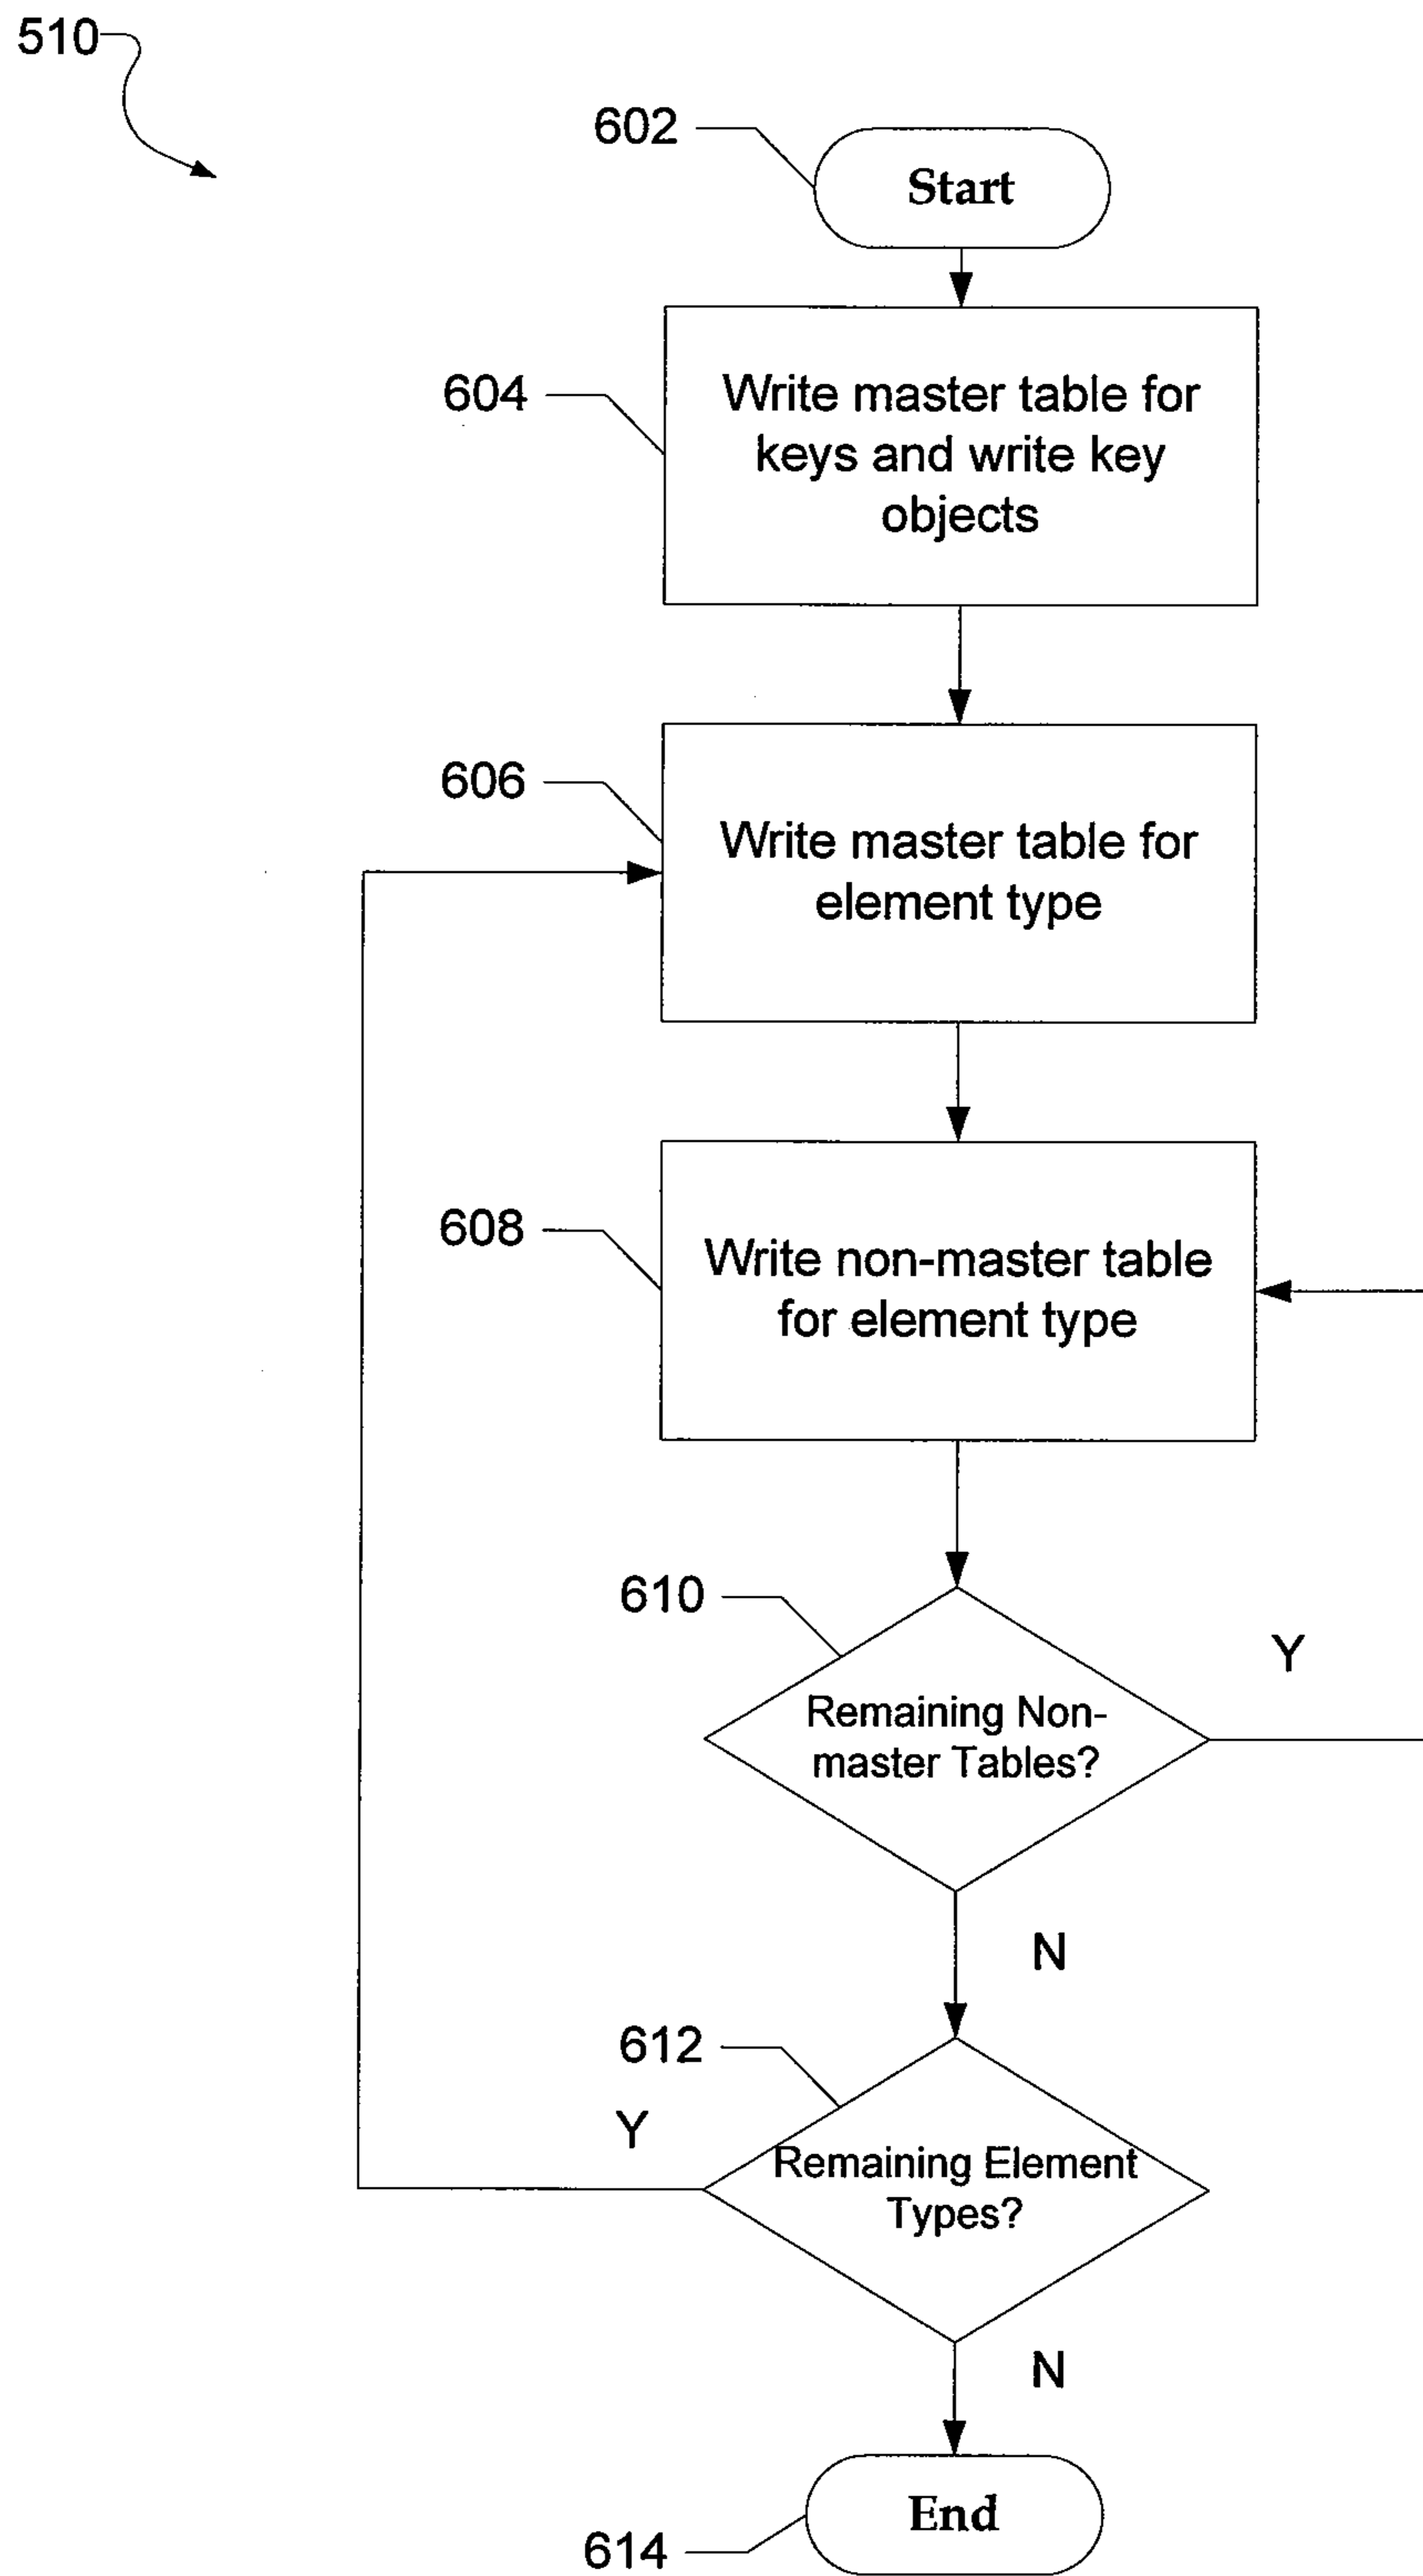 510
602
Start
604
Write master table for
keys and write key
objects
606
Write master table for
element type
608
Write non-master table
for element type
610
Y
Remaining Non-
master Tables?
N
612
Y
Remaining Element
Types?
N
End
614